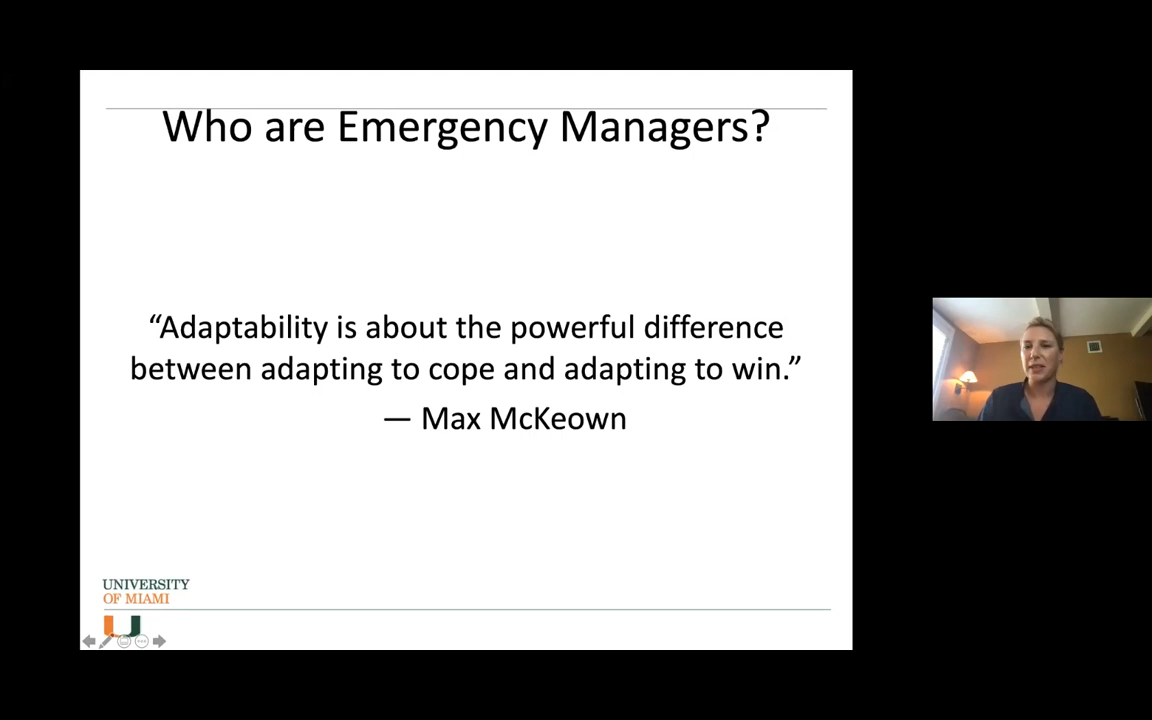 Who are Emergency Managers?
“Adaptability is about the powerful difference
between adapting to cope and adapting to win.”
— Max McKeown
UNIVERSITY
OF MIAMI